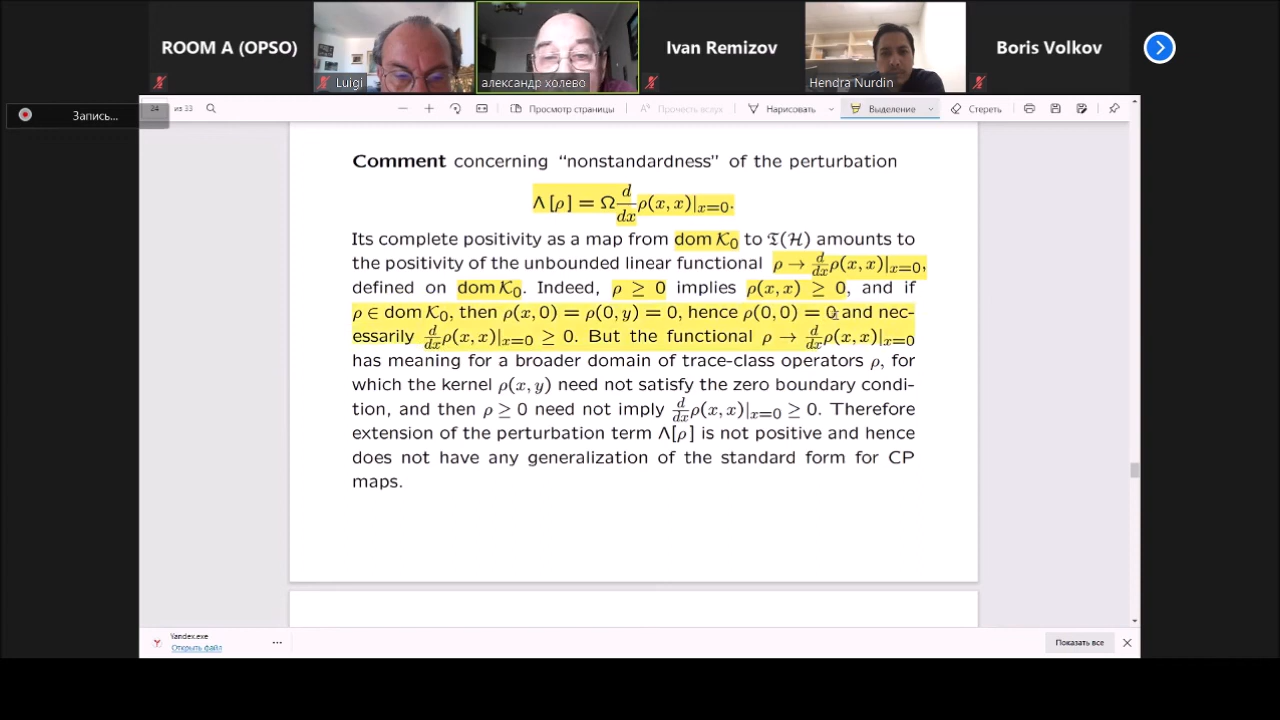 ROOM A (OPSO)
Luigi
александр холево
Ivan Remizov
Hendra Nurdin
Boris Volkov
Запись...
24 из 33
Просмотр страницы
Прочесть вслух
Нарисовать
Выделение
Стереть
Comment concerning “nonstandardness” of the perturbation
Λ[ρ] = Ω d/dx ρ(x, x)|x=0.
Its complete positivity as a map from dom 𝒦0 to 𝔗(ℋ) amounts to
the positivity of the unbounded linear functional ρ → d/dx ρ(x, x)|x=0,
defined on dom 𝒦0. Indeed, ρ ≥ 0 implies ρ(x, x) ≥ 0, and if
ρ ∈ dom 𝒦0, then ρ(x, 0) = ρ(0, y) = 0, hence ρ(0, 0) = 0 and nec-
essarily d/dx ρ(x, x)|x=0 ≥ 0. But the functional ρ → d/dx ρ(x, x)|x=0
has meaning for a broader domain of trace-class operators ρ, for
which the kernel ρ(x, y) need not satisfy the zero boundary condi-
tion, and then ρ ≥ 0 need not imply d/dx ρ(x, x)|x=0 ≥ 0. Therefore
extension of the perturbation term Λ[ρ] is not positive and hence
does not have any generalization of the standard form for CP
maps.
Yandex.exe
Открыть файл
...
Показать все